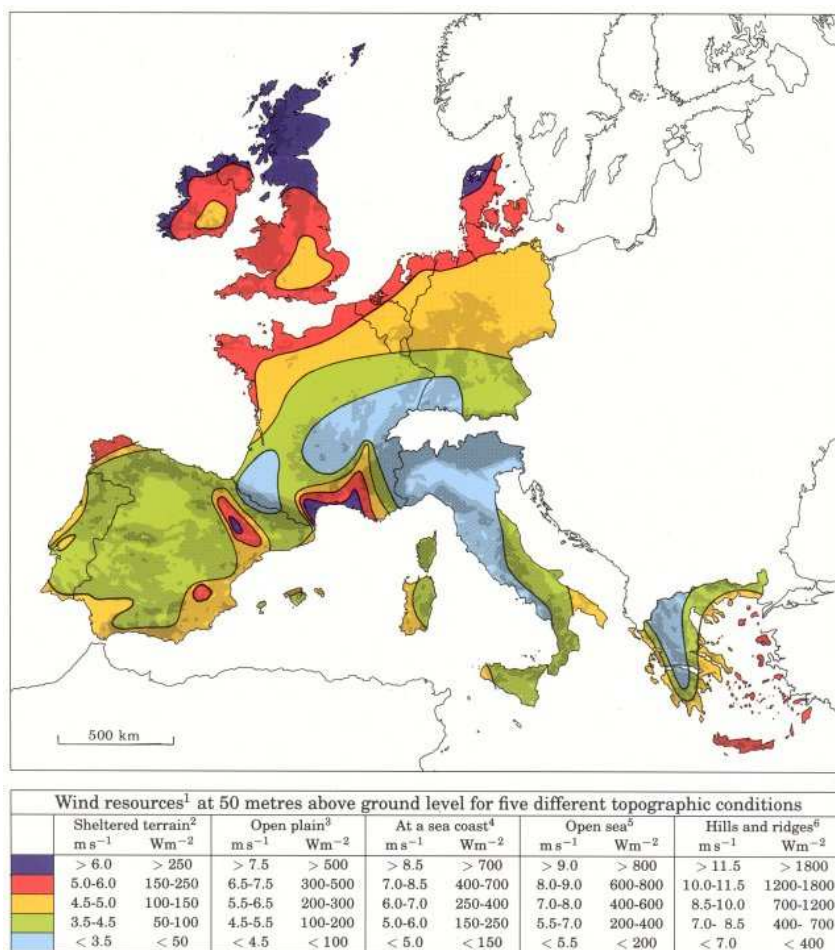 500 km
Wind resources¹ at 50 metres above ground level for five different topographic conditions
Sheltered terrain² Open plain³ At a sea coast⁴ Open sea⁵ Hills and ridges⁶
m s⁻¹ Wm⁻² m s⁻¹ Wm⁻² m s⁻¹ Wm⁻² m s⁻¹ Wm⁻² m s⁻¹ Wm⁻²
> 6.0 > 250 > 7.5 > 500 > 8.5 > 700 > 9.0 > 800 > 11.5 > 1800
5.0-6.0 150-250 6.5-7.5 300-500 7.0-8.5 400-700 8.0-9.0 600-800 10.0-11.5 1200-1800
4.5-5.0 100-150 5.5-6.5 200-300 6.0-7.0 250-400 7.0-8.0 400-600 8.5-10.0 700-1200
3.5-4.5 50-100 4.5-5.5 100-200 5.0-6.0 150-250 5.5-7.0 200-400 7.0- 8.5 400- 700
< 3.5 < 50 < 4.5 < 100 < 5.0 < 150 < 5.5 < 200 < 7.0 < 400